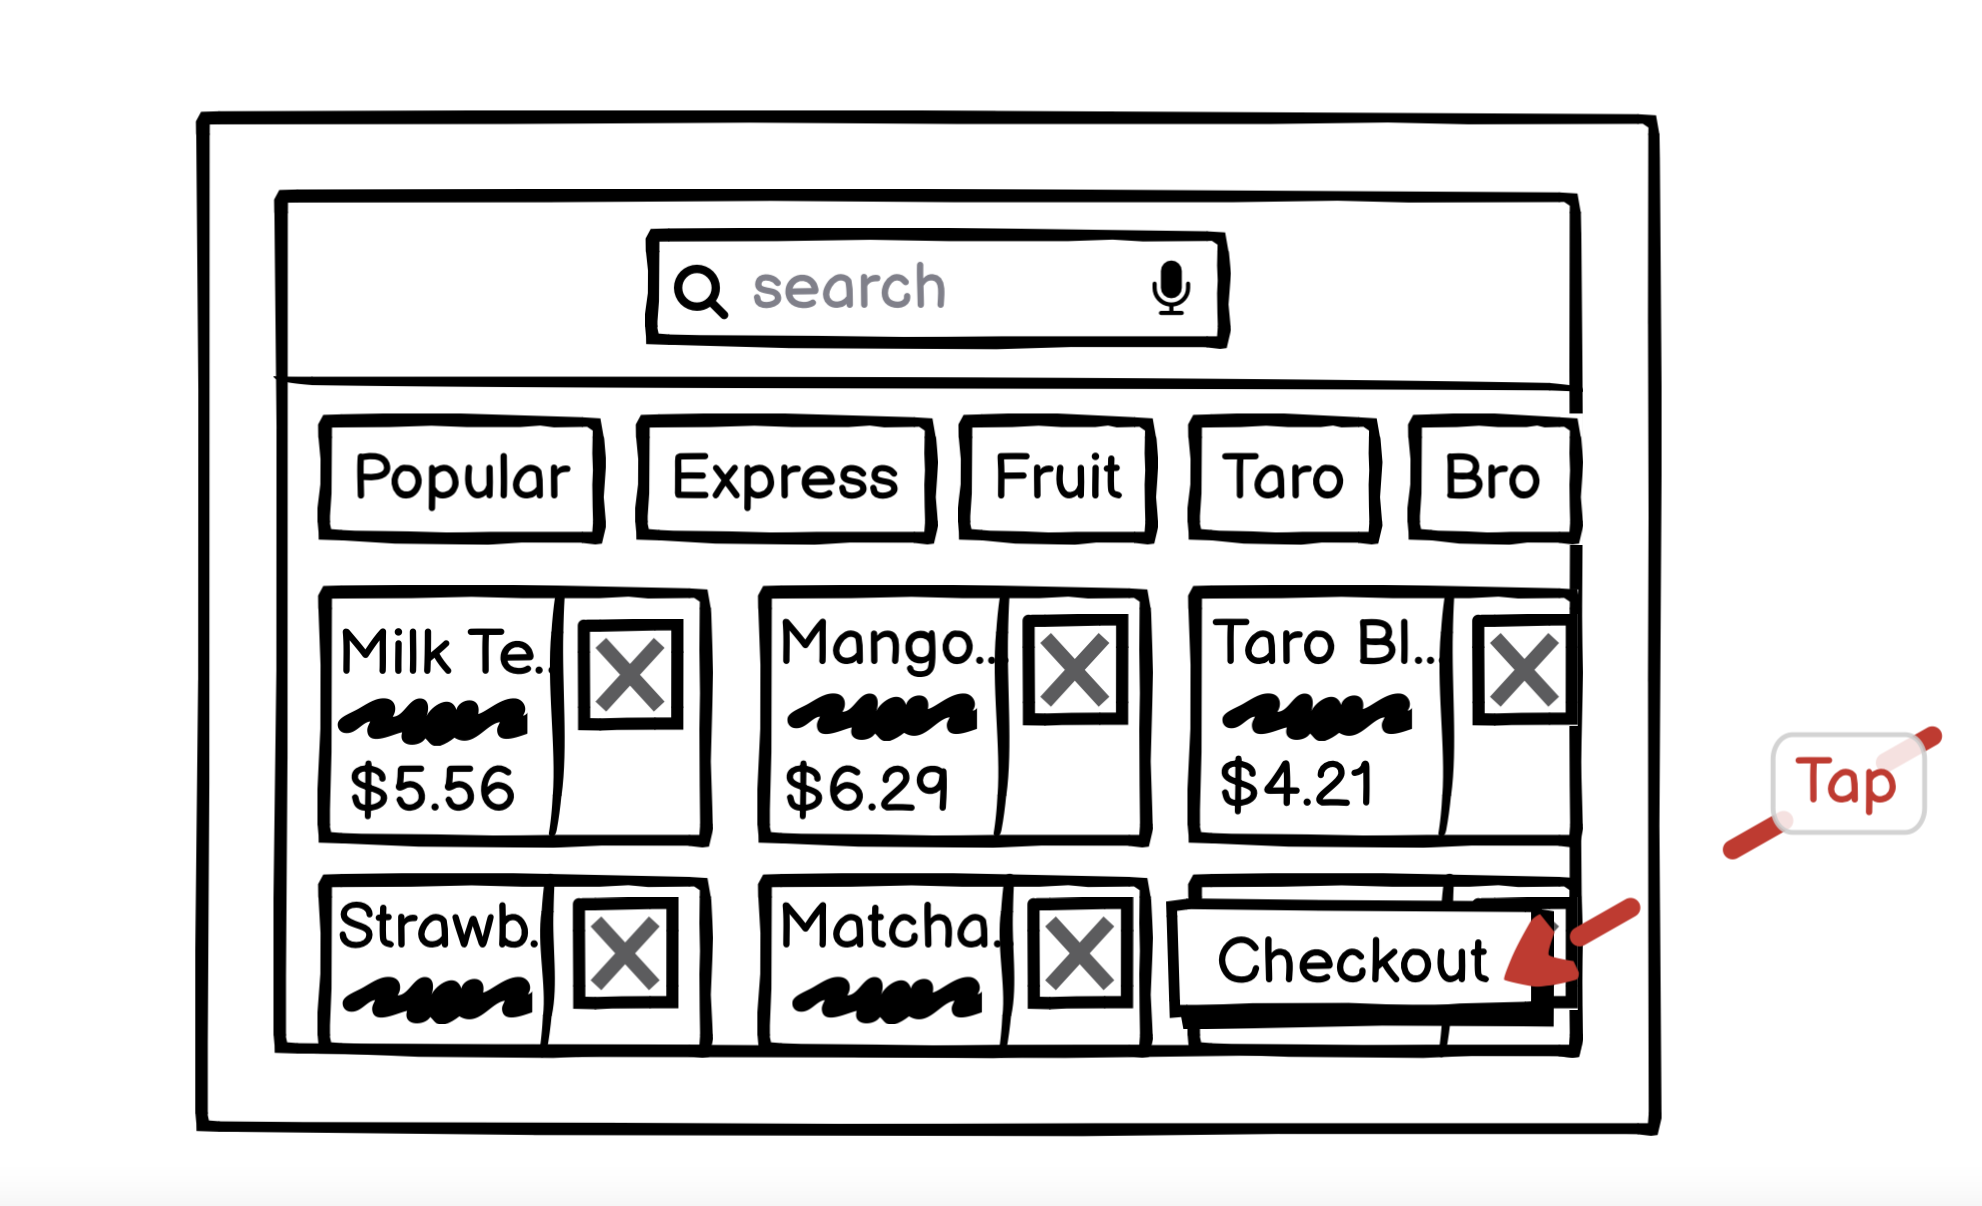 search
Popular Express Fruit Taro Bro
Milk Te.. Mango... Taro Bl...
$5.56 $6.29 $4.21
Tap
Strawb. Matcha. Checkout